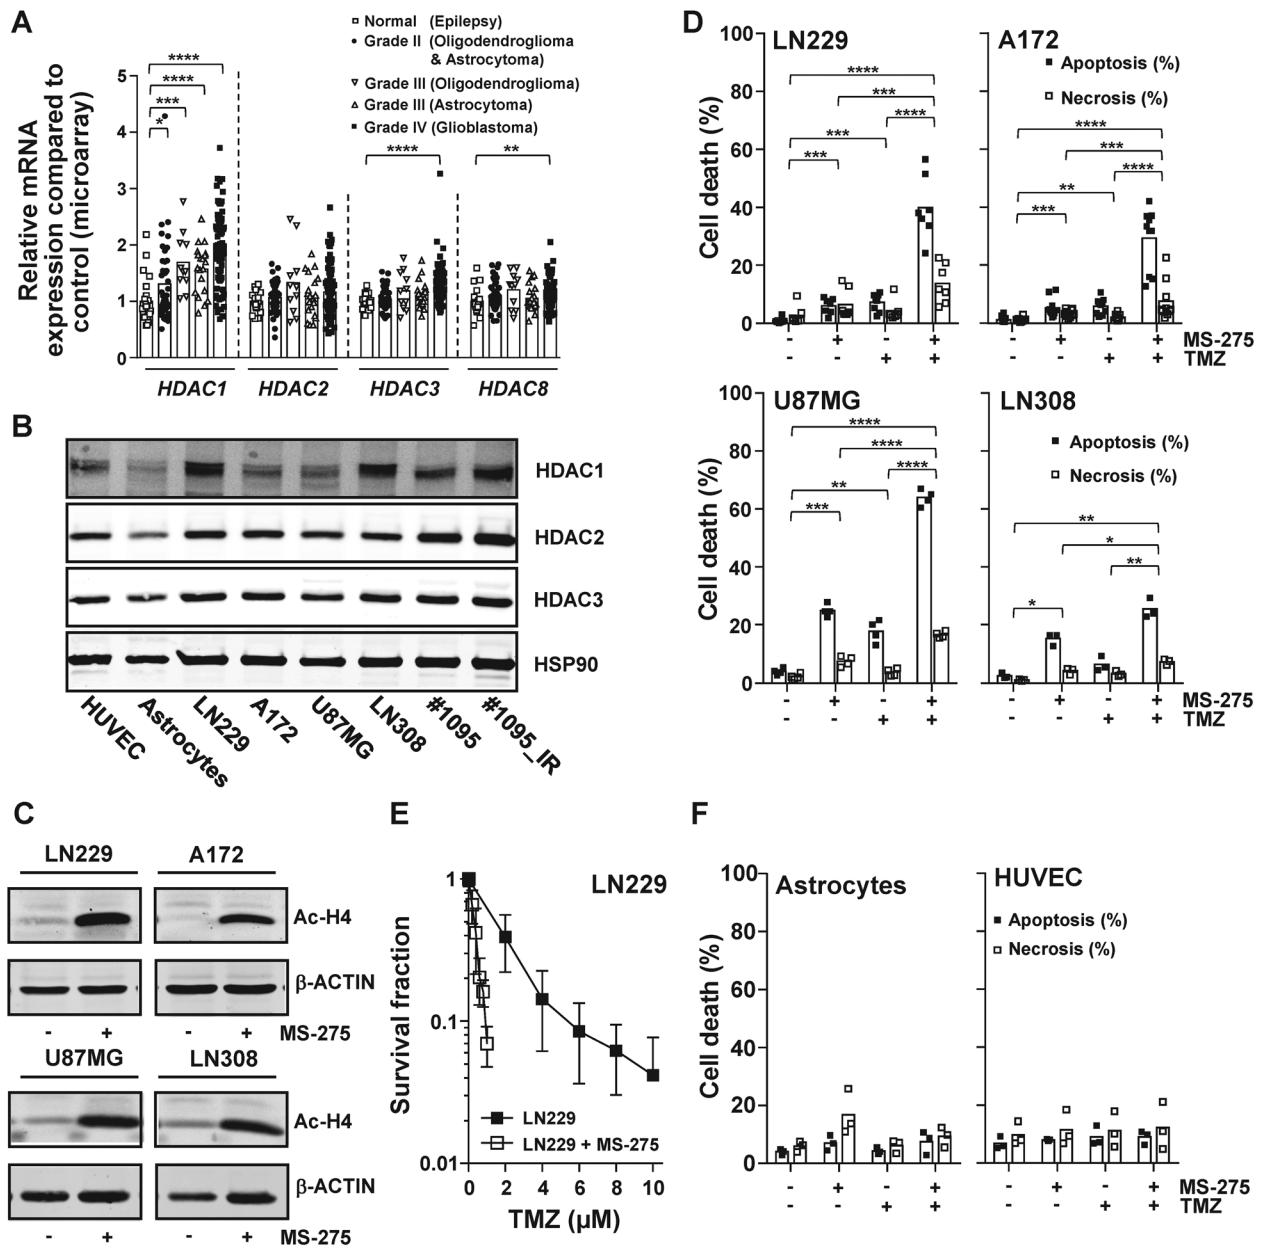 A
Normal (Epilepsy)
Grade II (Oligodendroglioma
& Astrocytoma)
Grade III (Oligodendroglioma)
Grade III (Astrocytoma)
Grade IV (Glioblastoma)
Relative mRNA
expression compared to
control (microarray)
5
4
3
2
1
0
****
****
***
*
****
**
HDAC1 HDAC2 HDAC3 HDAC8
B
HDAC1
HDAC2
HDAC3
HSP90
HUVEC Astrocytes LN229 A172 U87MG LN308 #1095 #1095_IR
C
LN229 A172
Ac-H4
β-ACTIN
- + - + MS-275
U87MG LN308
Ac-H4
β-ACTIN
- + - + MS-275
D
LN229
Cell death (%)
100
80
60
40
20
0
****
***
****
***
***
- + - +
- - + +
A172
Apoptosis (%)
Necrosis (%)
****
***
****
**
***
- + - + MS-275
- - + + TMZ
U87MG
Cell death (%)
100
80
60
40
20
0
****
****
****
**
***
- + - +
- - + +
LN308
Apoptosis (%)
Necrosis (%)
**
*
**
*
- + - + MS-275
- - + + TMZ
E
LN229
Survival fraction
1
0.1
0.01
LN229
LN229 + MS-275
0 2 4 6 8 10
TMZ (µM)
F
Astrocytes
Cell death (%)
100
80
60
40
20
0
- + - +
- - + +
HUVEC
Apoptosis (%)
Necrosis (%)
- + - + MS-275
- - + + TMZ